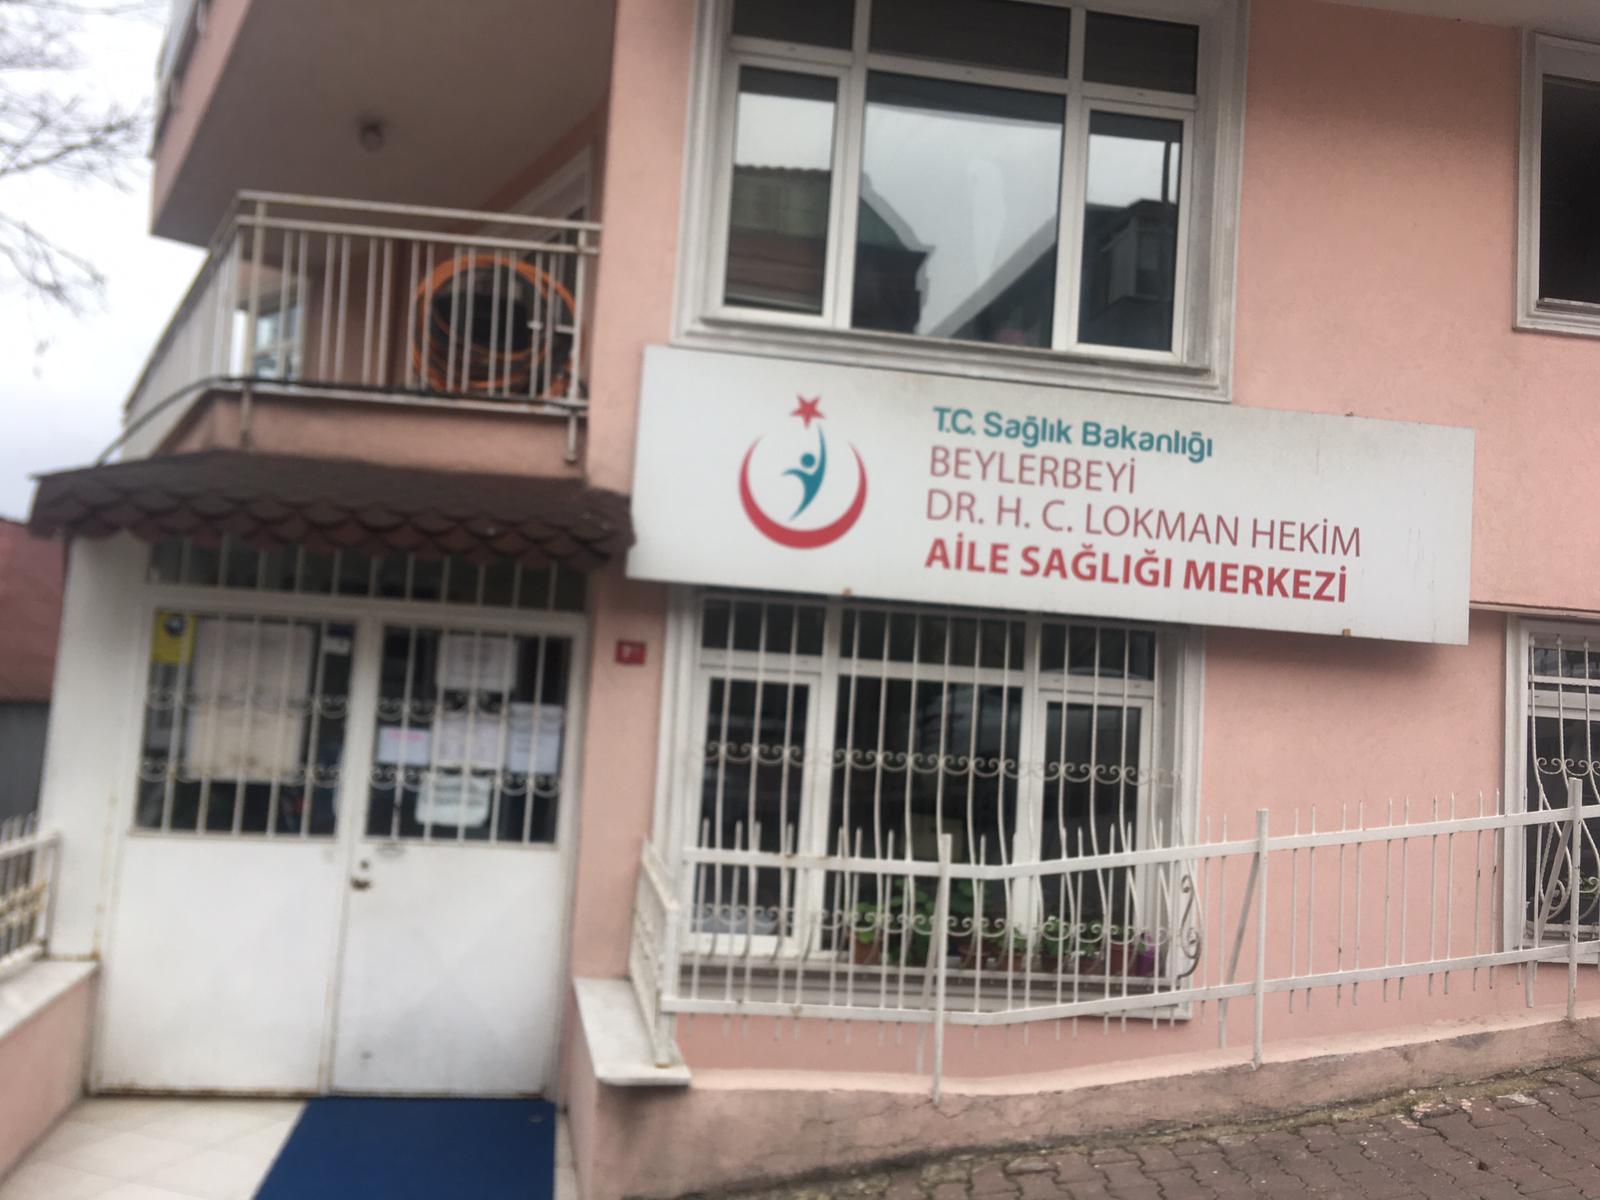 T.C. Sağlık Bakanlığı
BEYLERBEYİ
DR. H. C. LOKMAN HEKİM
AİLE SAĞLIĞI MERKEZİ